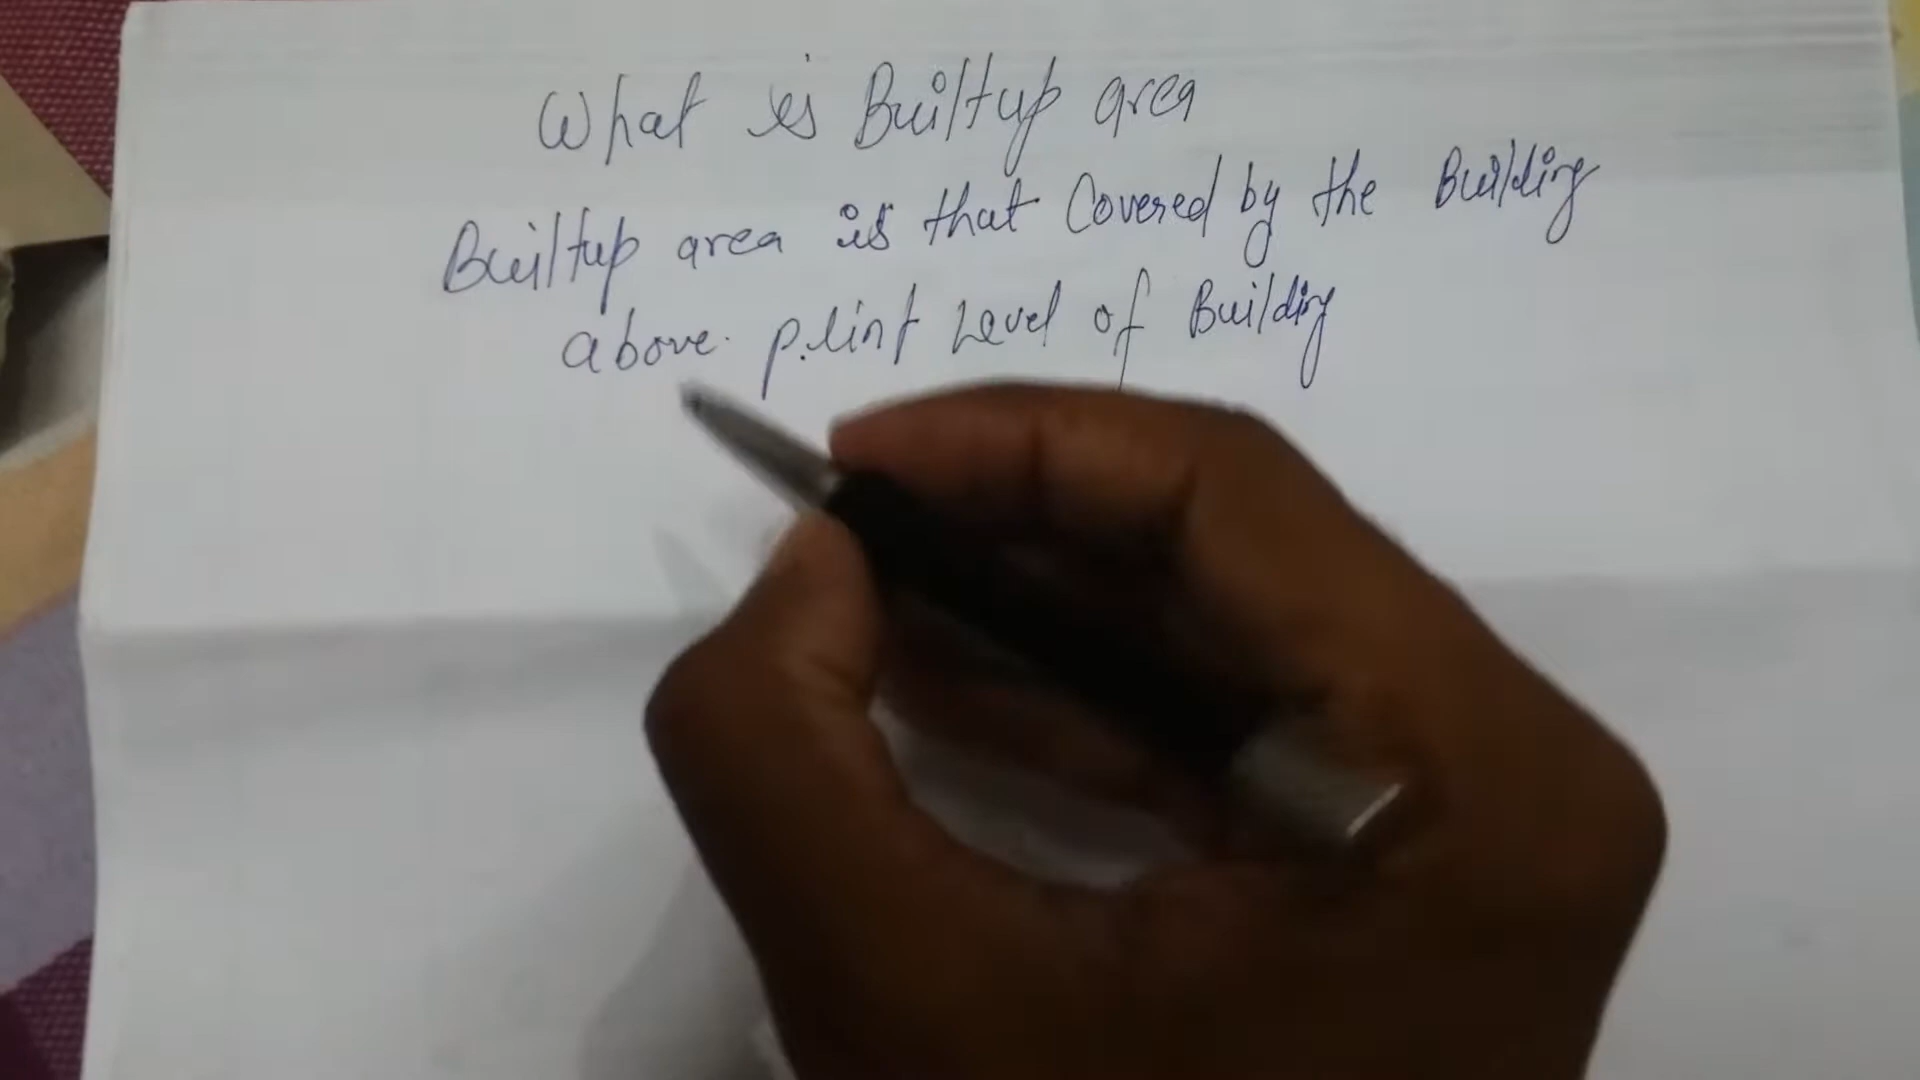 What is Builtup area
Builtup area is that Covered by the Building
above plint Level of Building